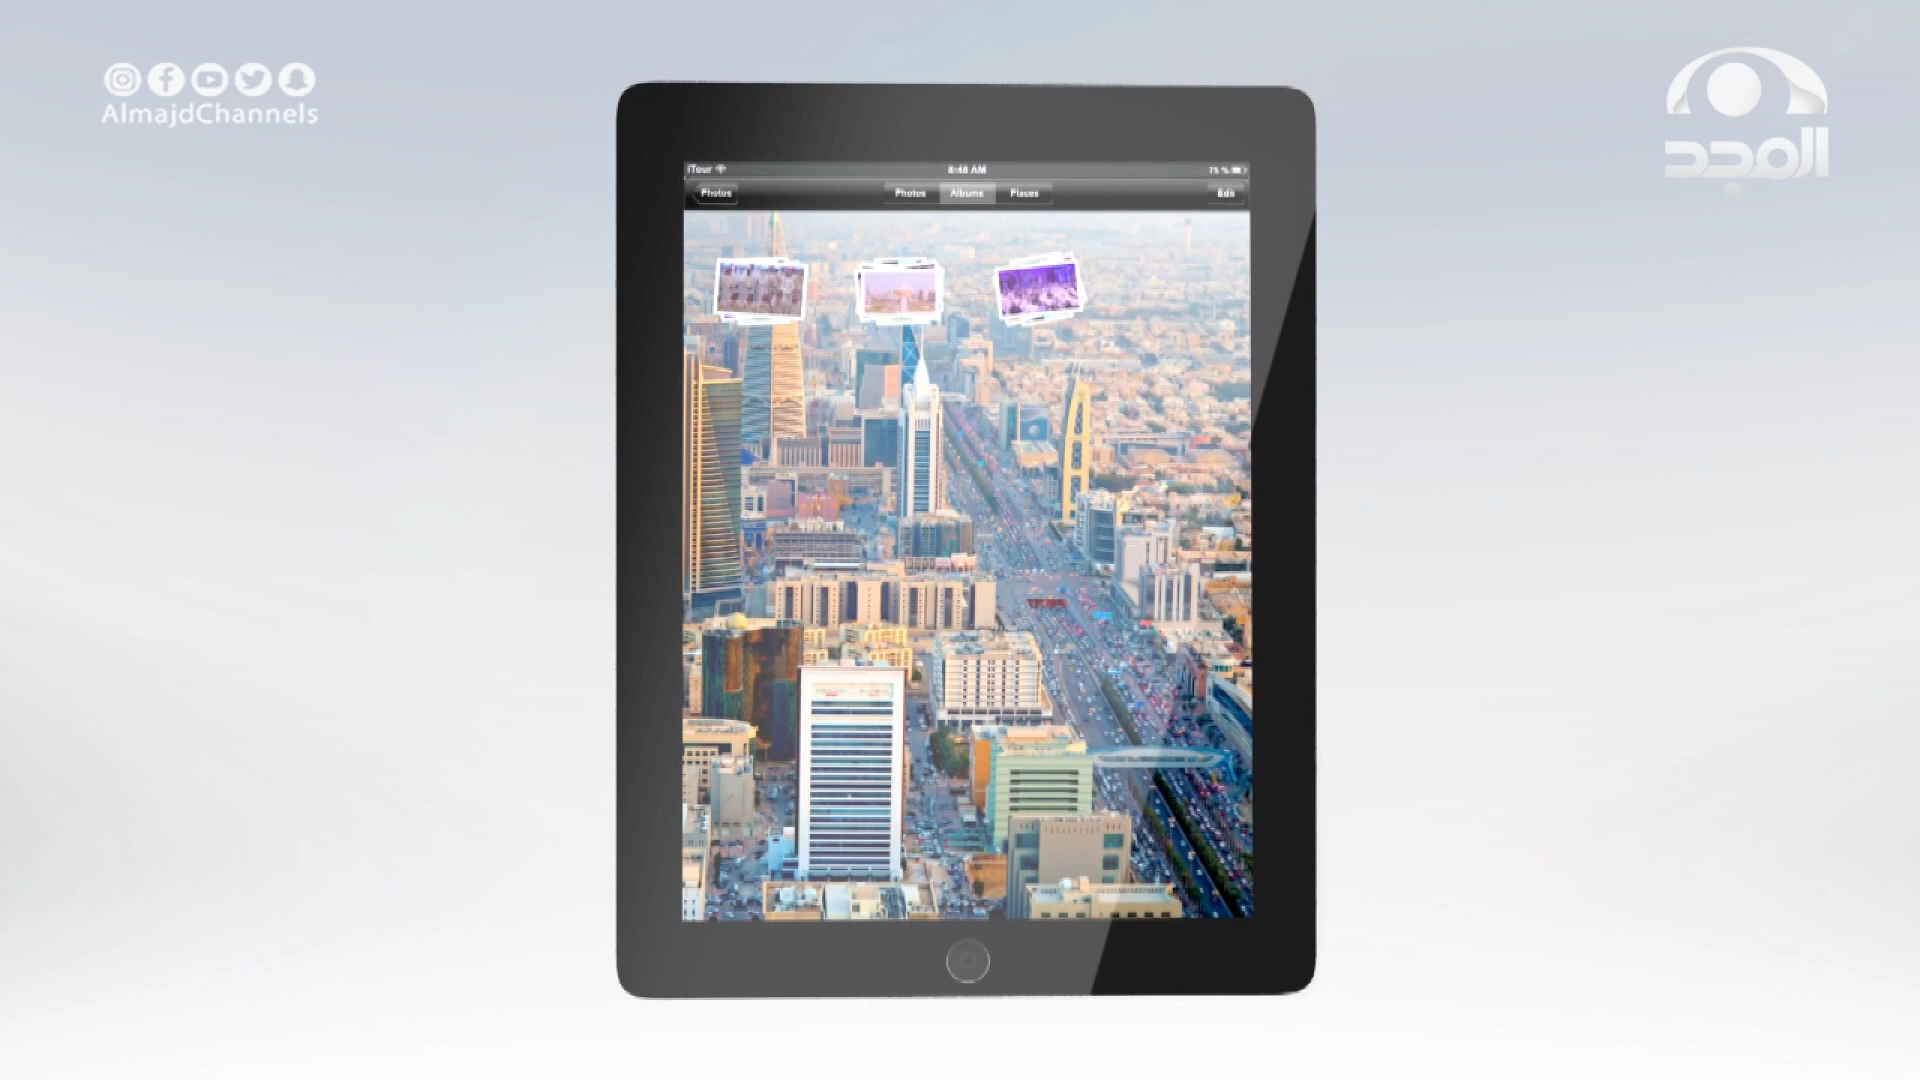 AlmajdChannels
المجد
iTour 8:48 AM 75 %
Photos Photos Albums Places Edit